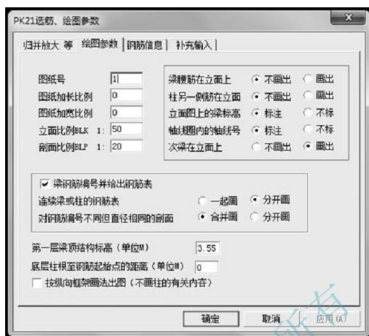 PK21选筋、绘图参数
归并放大 等 绘图参数 钢筋信息 补充输入
图纸号 1
图纸加长比例 0
图纸加宽比例 0
立面比例BLK 1: 50
剖面比例BLP 1: 20
梁腰筋在立面上 不画出 画出
柱另一侧筋在立面 不画出 画出
立面图上的梁标高 标注 不标
轴线圈内的轴线号 标注 不标
次梁在立面上 不画出 画出
梁钢筋编号并给出钢筋表
连续梁或柱的钢筋表 一起画 分开画
对钢筋编号不同但直径相同的剖面 合并画 分开画
第一层梁顶结构标高(单位M) 3.55
底层柱根至钢筋起始点的距离(单位M) 0
按纵向框架画法出图(不画柱的有关内容)
确定 取消 应用(A)
所有